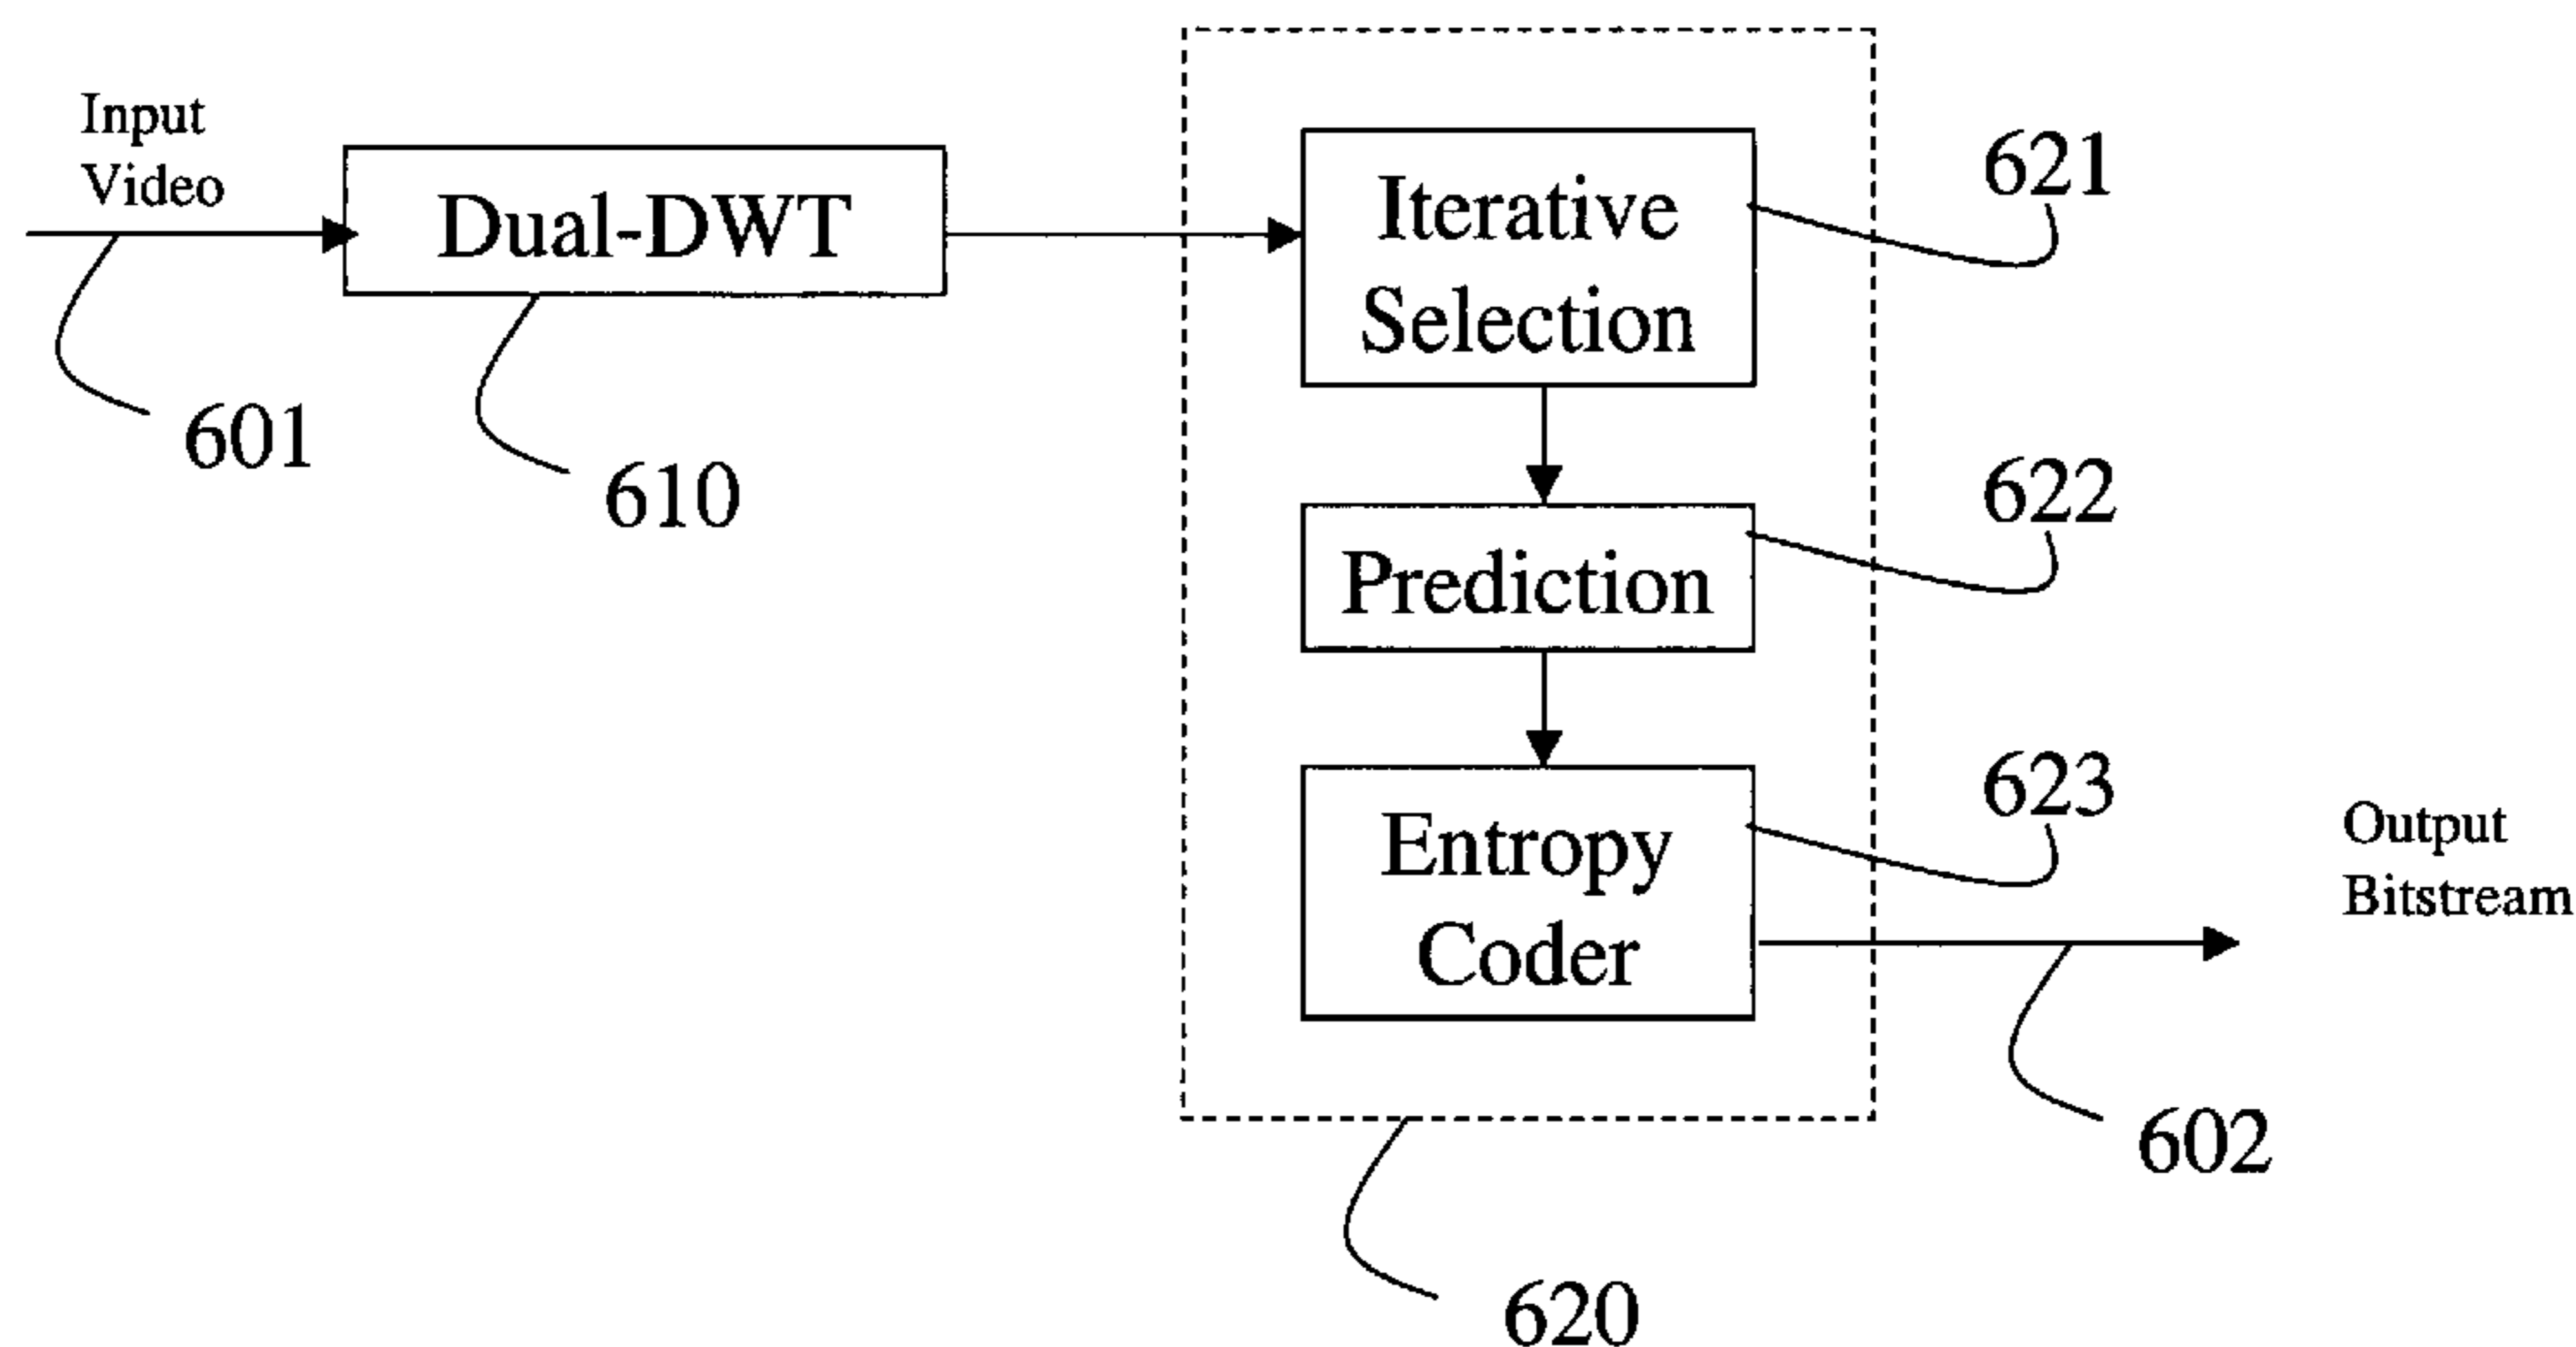 Input
Video
Dual-DWT
601
610
Iterative
Selection
621
Prediction
622
Entropy
Coder
623
Output
Bitstream
602
620